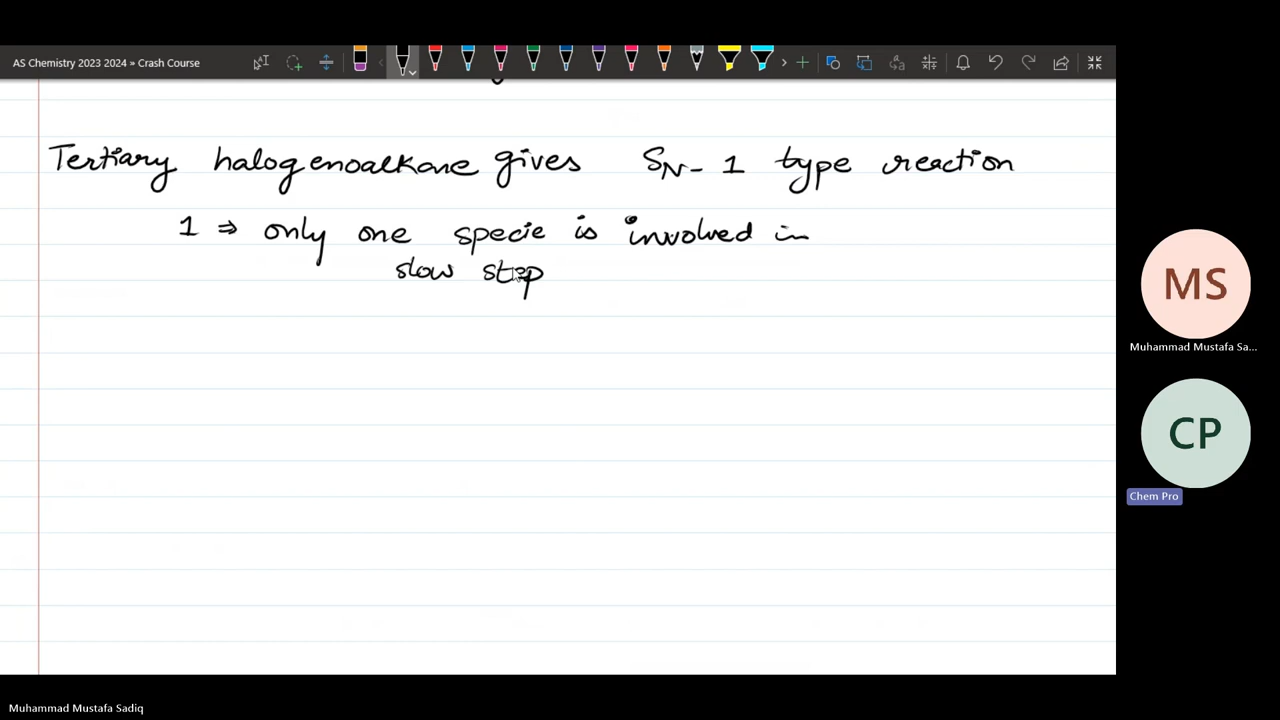 AS Chemistry 2023 2024 » Crash Course
Tertiary halogenoalkane gives SN-1 type reaction
1 ⇒ only one specie is involved in
slow step
MS
Muhammad Mustafa Sa...
CP
Chem Pro
Muhammad Mustafa Sadiq